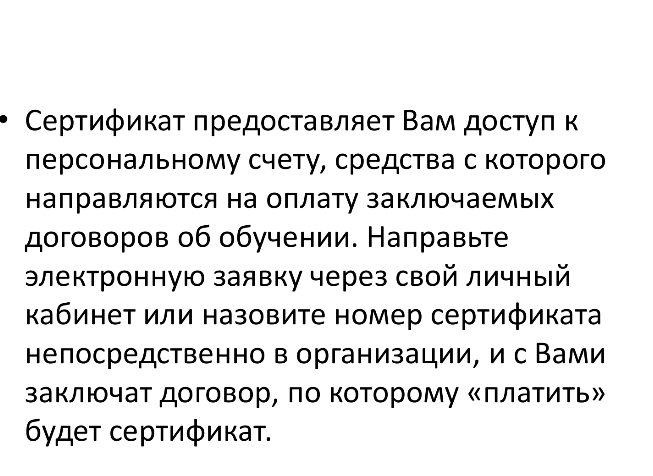 • Сертификат предоставляет Вам доступ к
персональному счету, средства с которого
направляются на оплату заключаемых
договоров об обучении. Направьте
электронную заявку через свой личный
кабинет или назовите номер сертификата
непосредственно в организации, и с Вами
заключат договор, по которому «платить»
будет сертификат.